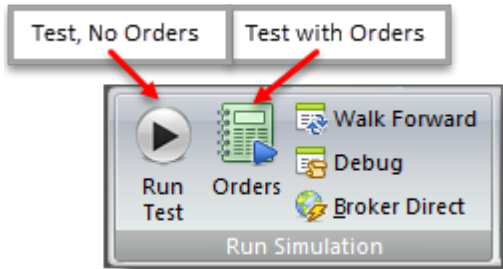 Test, No Orders
Test with Orders
Run
Test
Orders
Walk Forward
Debug
Broker Direct
Run Simulation